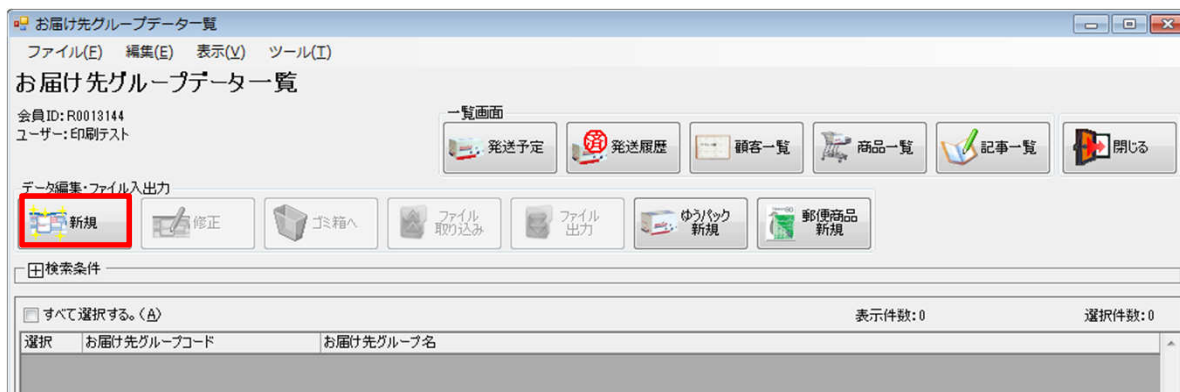 お届け先グループデータ一覧
ファイル(F) 編集(E) 表示(V) ツール(T)
お届け先グループデータ一覧
会員ID:R0013144
ユーザー:印刷テスト
一覧画面
発送予定 済 発送履歴 顧客一覧 商品一覧 記事一覧 閉じる
データ編集・ファイル入出力
新規 修正 ゴミ箱へ ファイル取り込み ファイル出力 ゆうパック新規 郵便商品新規
検索条件
すべて選択する。(A) 表示件数:0 選択件数:0
選択 お届け先グループコード お届け先グループ名